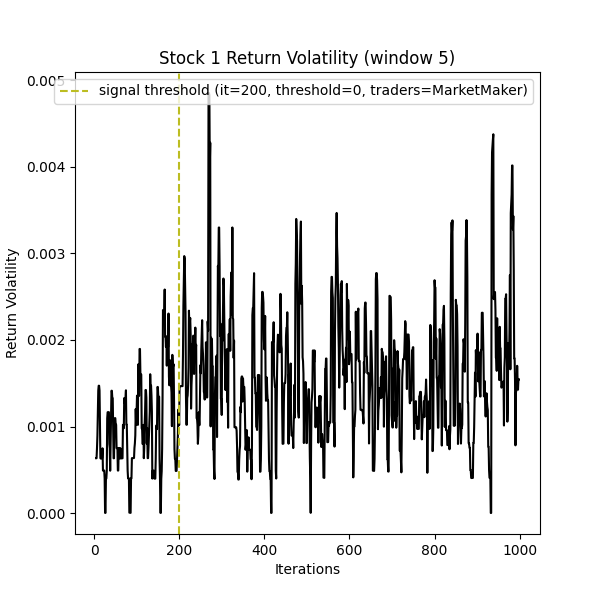 Stock 1 Return Volatility (window 5)
signal threshold (it=200, threshold=0, traders=MarketMaker)
0.005
0.004
0.003
0.002
0.001
0.000
Return Volatility
0 200 400 600 800 1000
Iterations